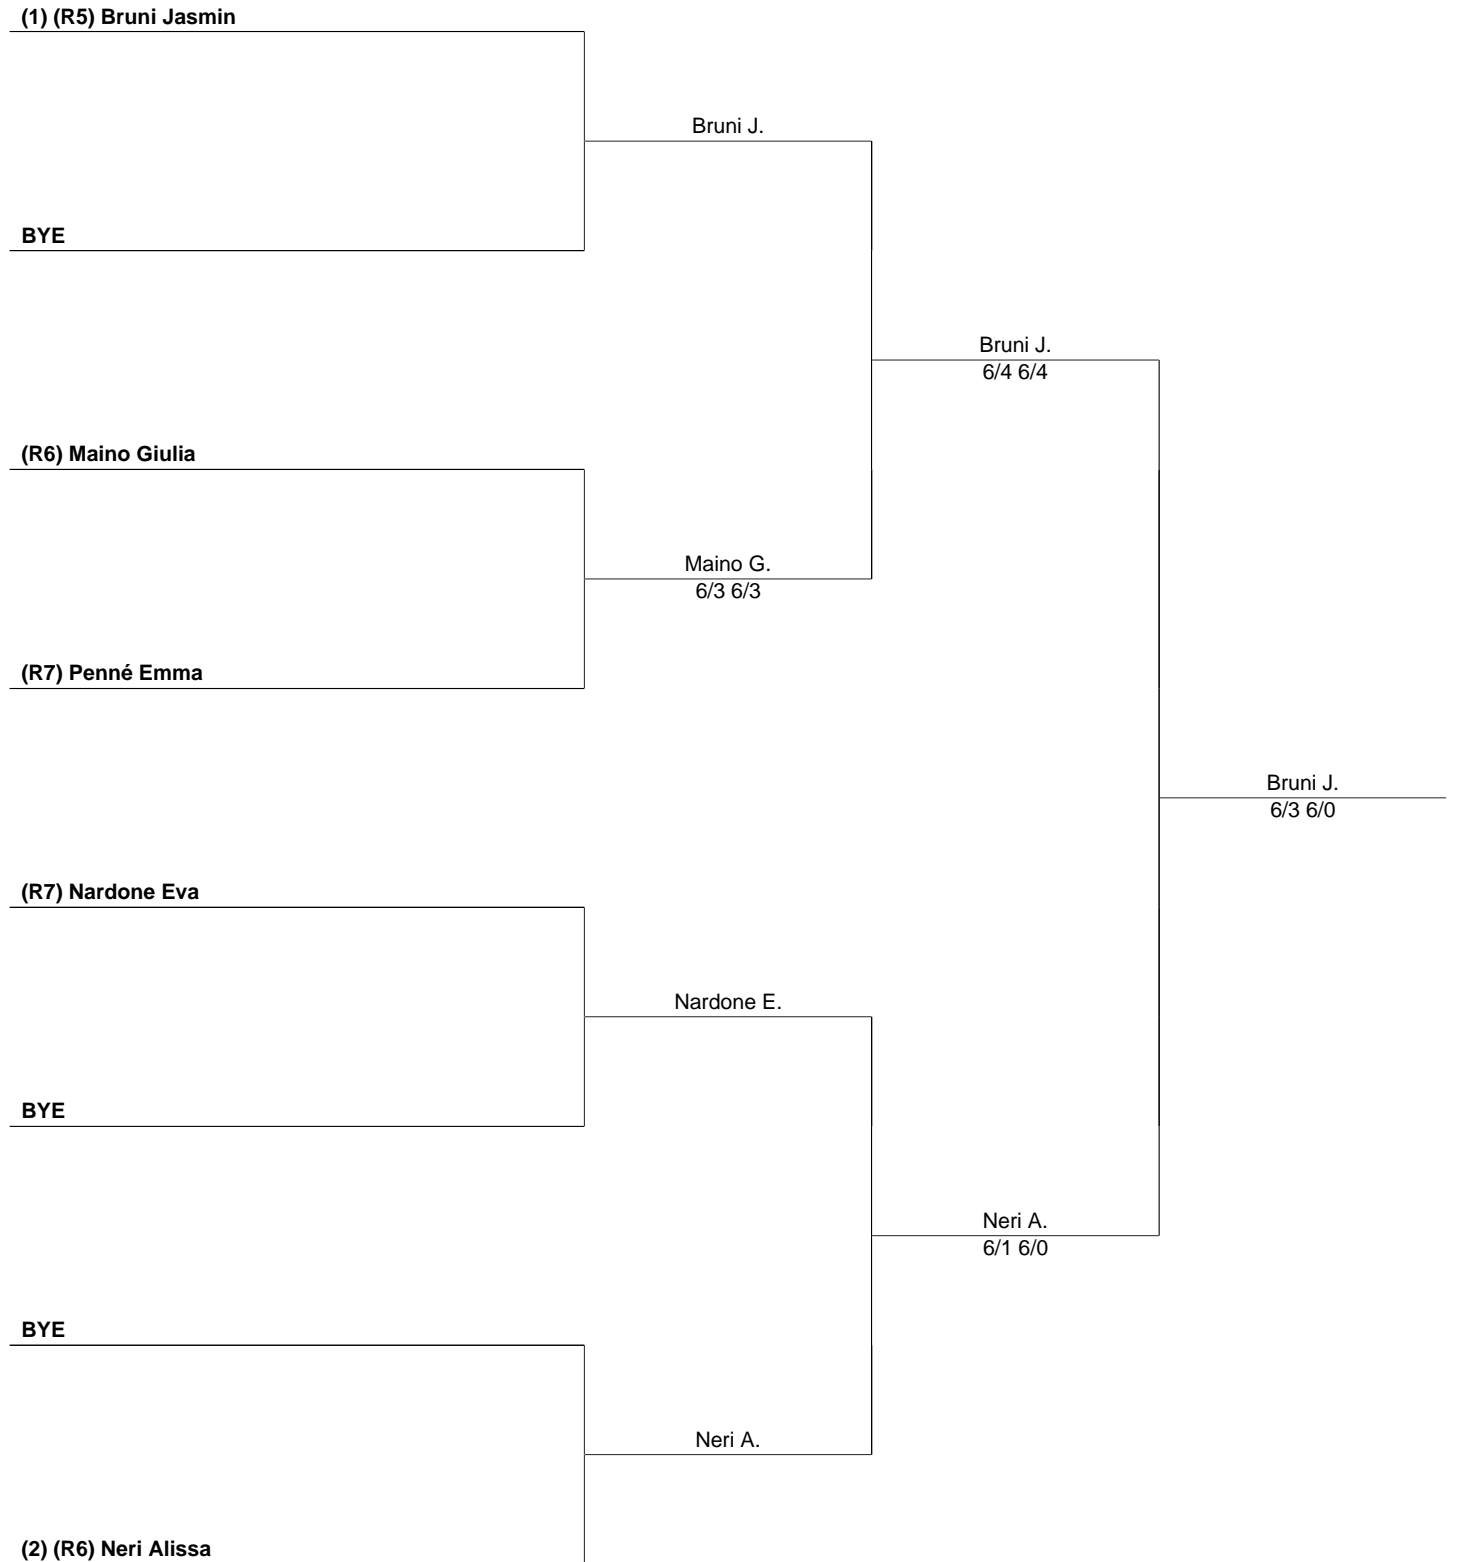 (1) (R5) Bruni Jasmin
Bruni J.
BYE
Bruni J.
6/4 6/4
(R6) Maino Giulia
Maino G.
6/3 6/3
(R7) Penné Emma
Bruni J.
6/3 6/0
(R7) Nardone Eva
Nardone E.
BYE
Neri A.
6/1 6/0
BYE
Neri A.
(2) (R6) Neri Alissa